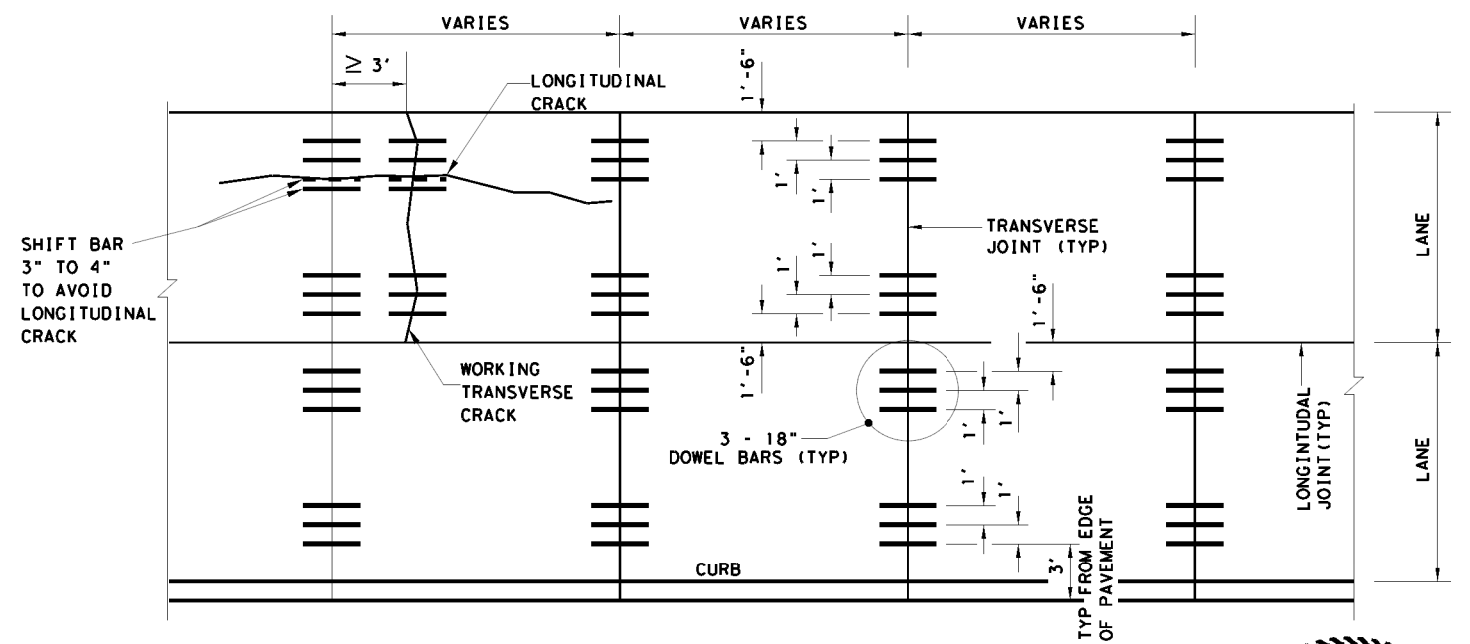 VARIES
VARIES
VARIES
≥ 3'
LONGITUDINAL
CRACK
1'-6"
1'
1'
SHIFT BAR
3" TO 4"
TO AVOID
LONGITUDINAL
CRACK
TRANSVERSE
JOINT (TYP)
LANE
1'
1'
1'-6"
1'-6"
WORKING
TRANSVERSE
CRACK
3 - 18"
DOWEL BARS (TYP)
1'
1'
LONGINTUDAL
JOINT(TYP)
LANE
1'
1'
CURB
3'
TYP FROM EDGE
OF PAVEMENT